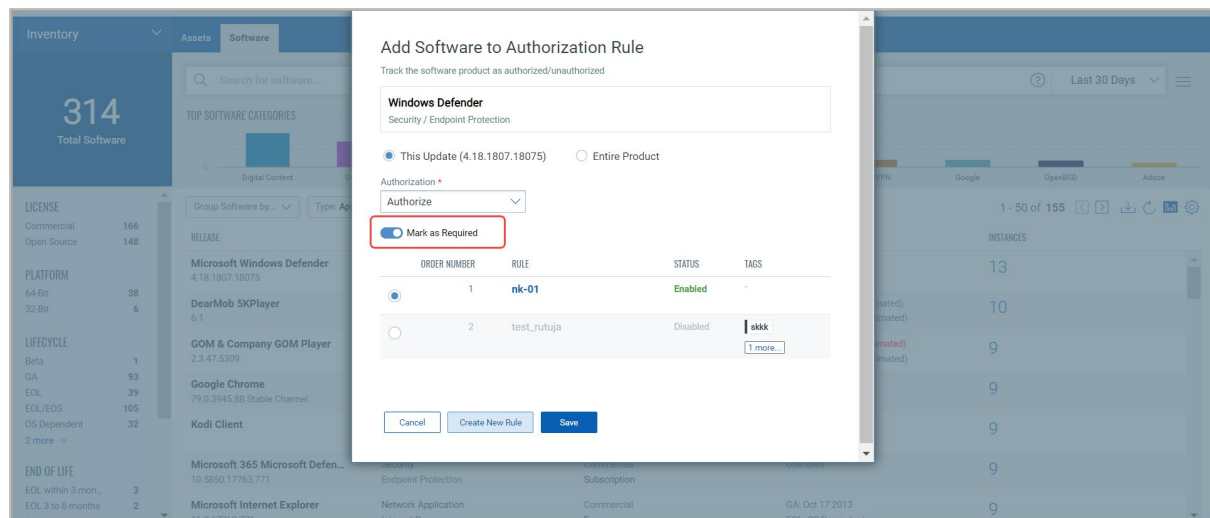 Inventory
Assets
Software
314
Total Software
Search for software...
Last 30 Days
TOP SOFTWARE CATEGORIES
0
Digital Content
VPN
Google
OpenBSD
Adobe
LICENSE
Commercial 166
Open Source 148
PLATFORM
64-Bit 38
32-Bit 6
LIFECYCLE
Beta 1
GA 93
EOL 39
EOL/EOS 105
OS Dependent 32
2 more
END OF LIFE
EOL within 3 mon... 3
EOL 3 to 6 months 2
Group Software by...
Type: Ap
1 - 50 of 155
RELEASE
INSTANCES
Microsoft Windows Defender
4.18.1807.18075
13
DearMob 5KPlayer
6.1
10
GOM & Company GOM Player
2.3.47.5309
9
Google Chrome
79.0.3945.88 Stable Channel
9
Kodi Client
9
Microsoft 365 Microsoft Defen...
10.5850.17763.771
Security
Endpoint Protection
Commercial
Subscription
Unknown
9
Microsoft Internet Explorer
Network Application
Commercial
GA: Oct 17 2013
9
Add Software to Authorization Rule
Track the software product as authorized/unauthorized
Windows Defender
Security / Endpoint Protection
This Update (4.18.1807.18075)
Entire Product
Authorization *
Authorize
Mark as Required
ORDER NUMBER RULE STATUS TAGS
1 nk-01 Enabled -
2 test_rutuja Disabled skkk
1 more...
Cancel
Create New Rule
Save